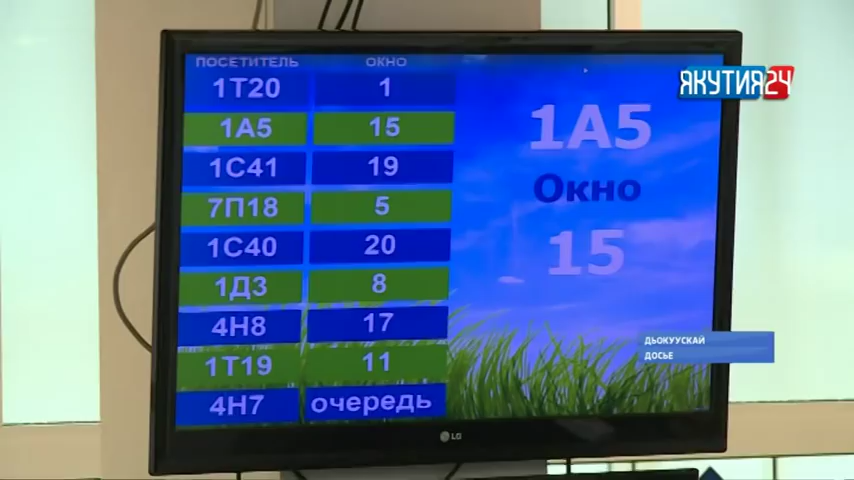 ПОСЕТИТЕЛЬ ОКНО
1Т20 1
1А5 15
1С41 19
7П18 5
1С40 20
1Д3 8
4Н8 17
1Т19 11
4Н7 очередь
1А5
Окно
15
ЯКУТИЯ24
ДЬОКУУСКАЙ
ДОСЬЕ
LG